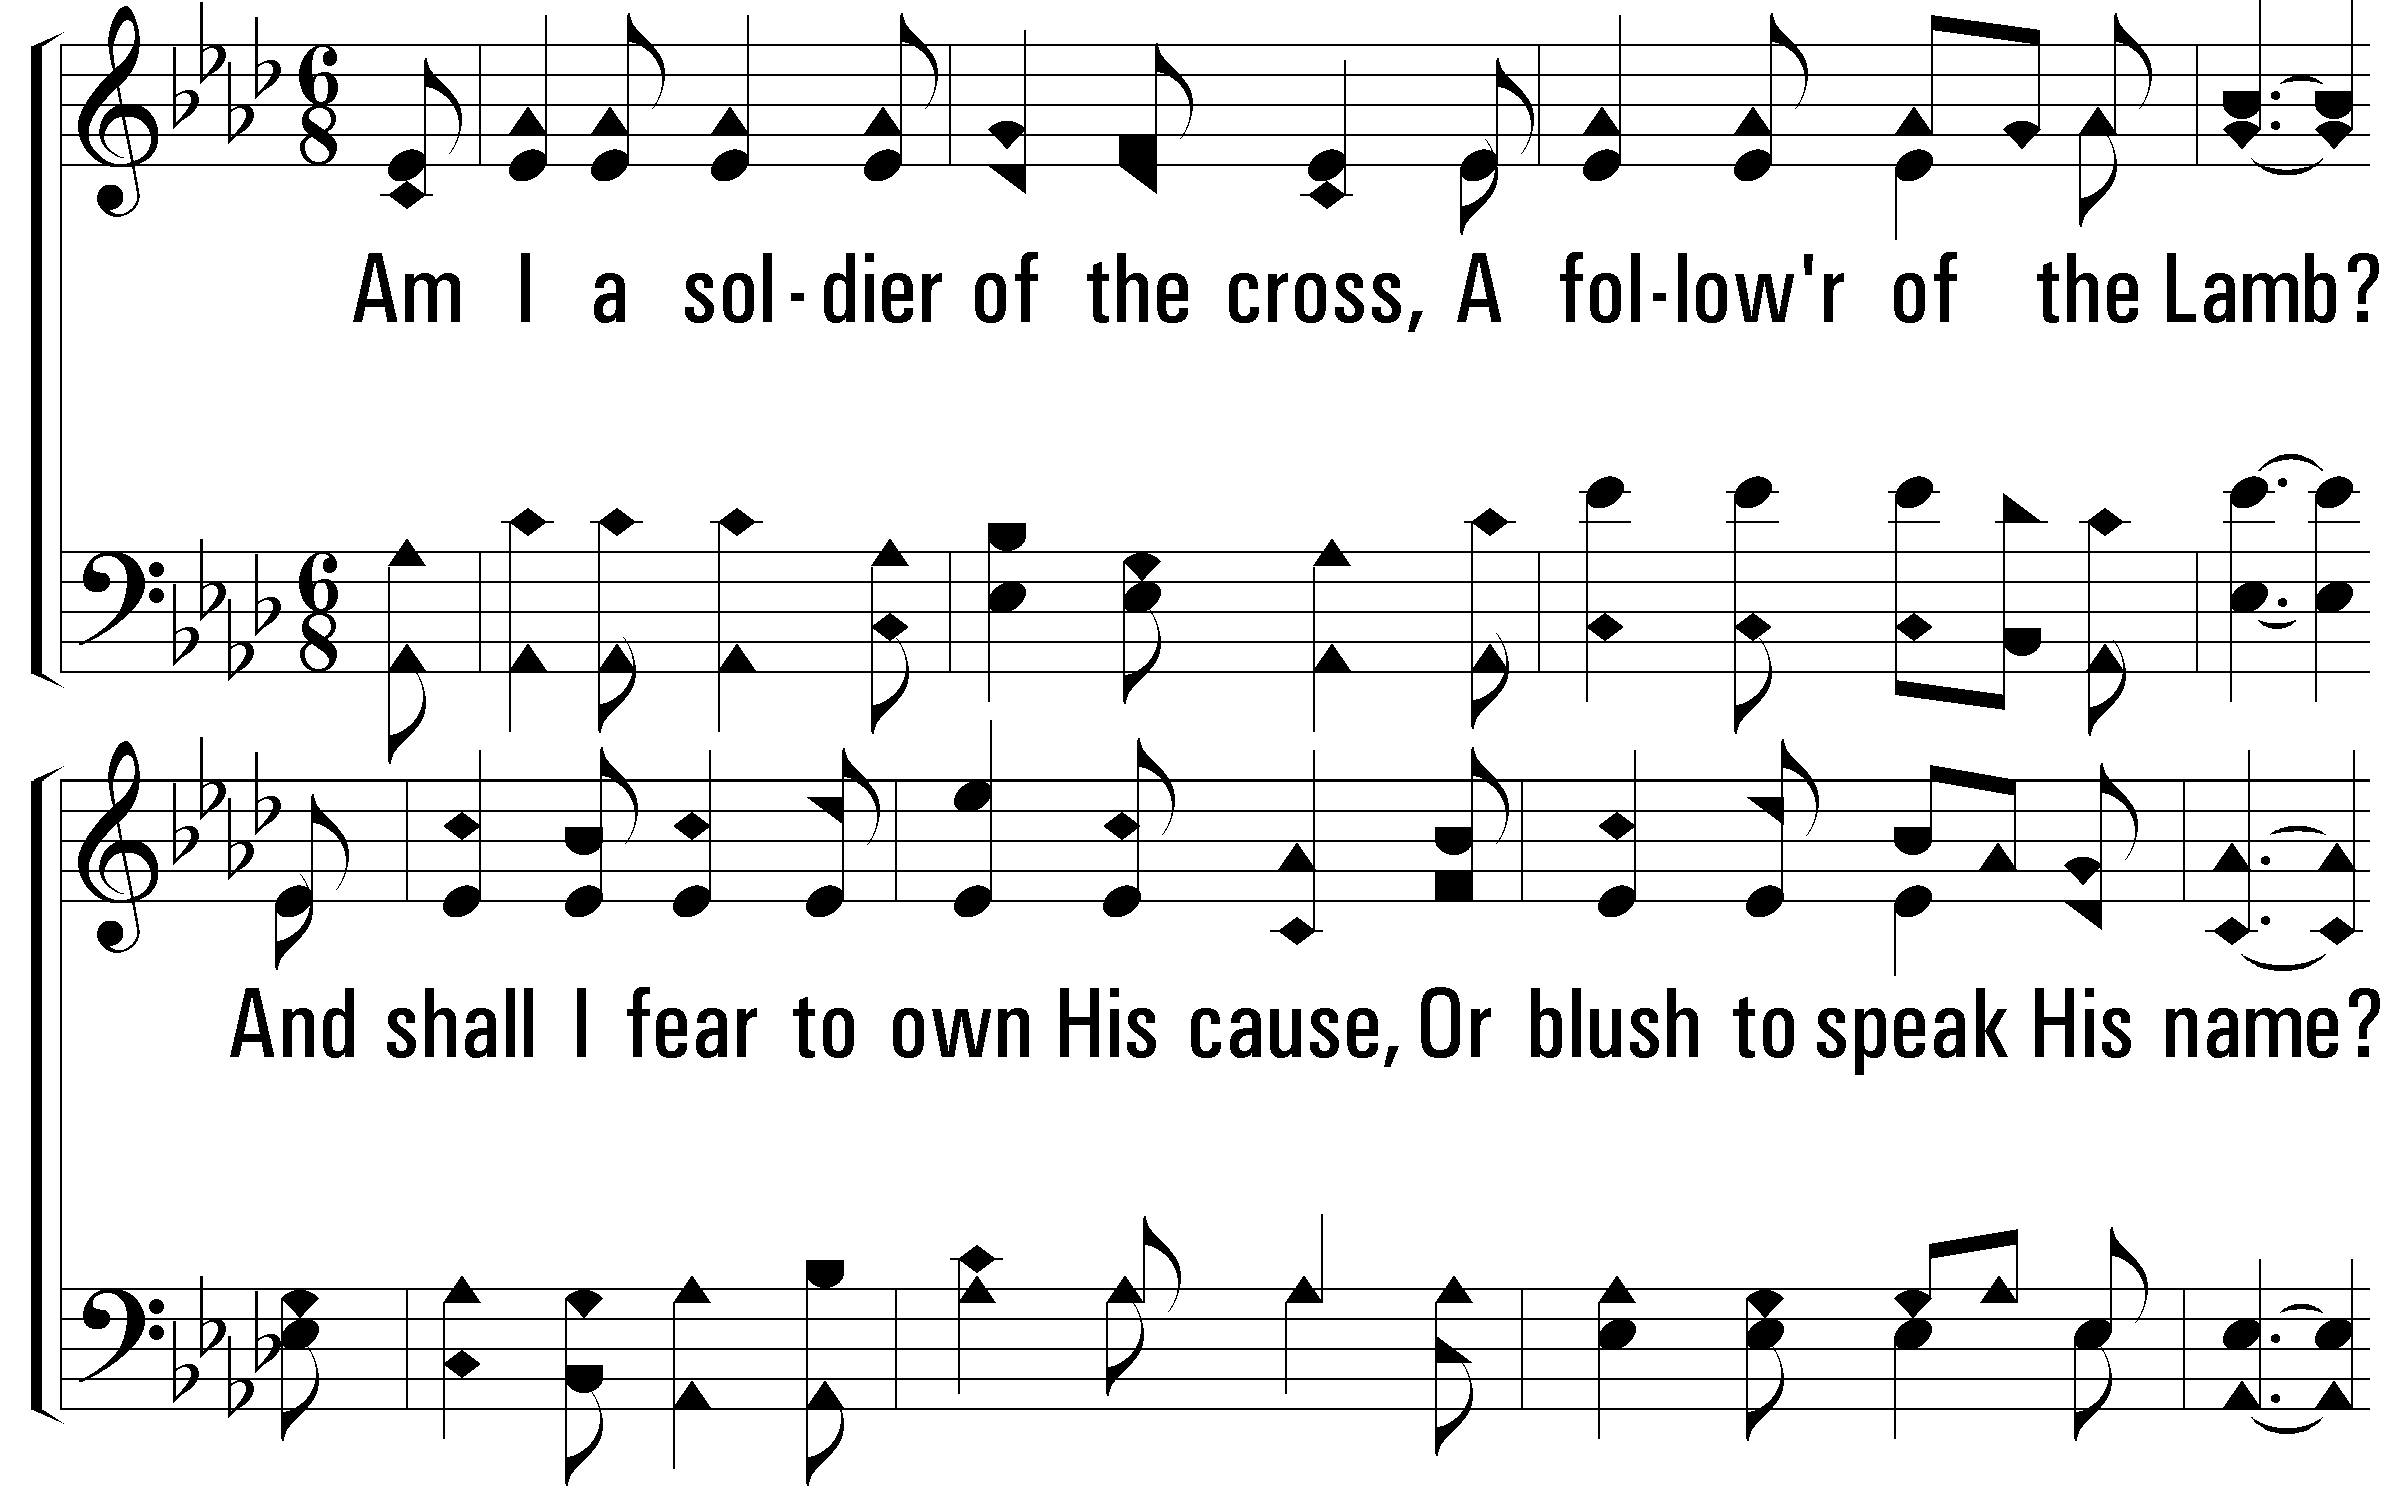 Am I a sol - dier of the cross, A fol - low'r of the Lamb?
And shall I fear to own His cause, Or blush to speak His name?